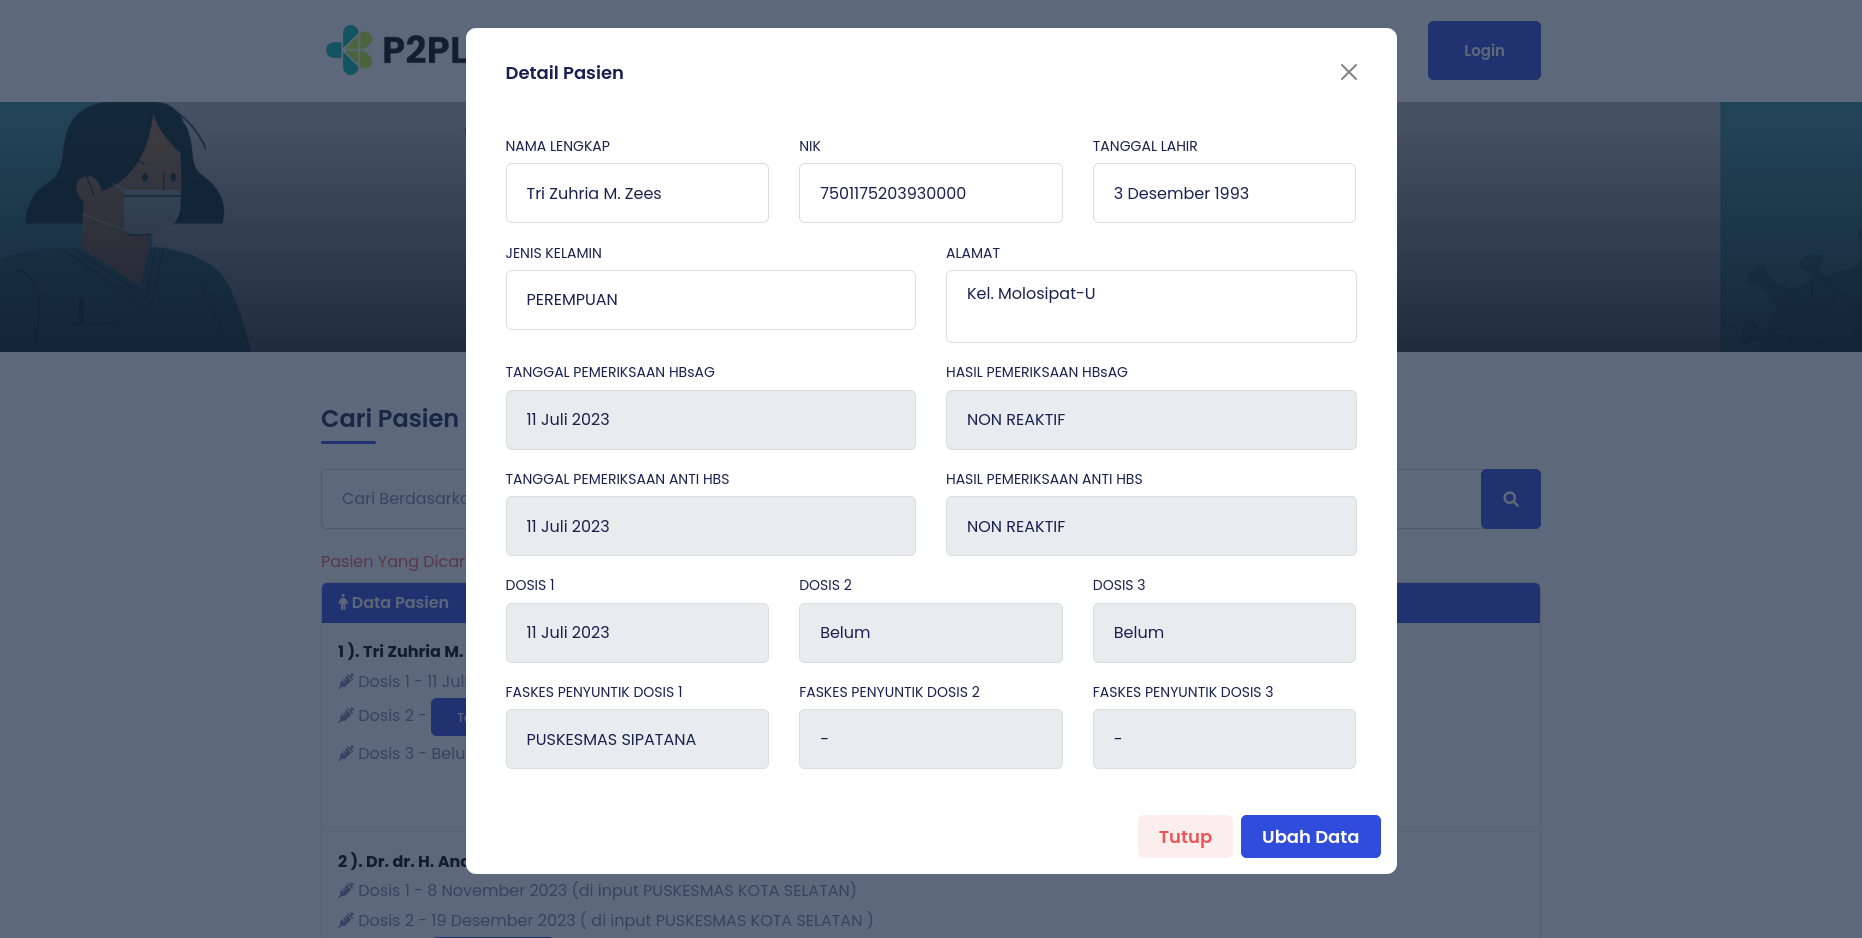 P2PL
Login
Detail Pasien
NAMA LENGKAP
NIK
TANGGAL LAHIR
Tri Zuhria M. Zees
7501175203930000
3 Desember 1993
JENIS KELAMIN
ALAMAT
PEREMPUAN
Kel. Molosipat-U
TANGGAL PEMERIKSAAN HBsAG
HASIL PEMERIKSAAN HBsAG
11 Juli 2023
NON REAKTIF
TANGGAL PEMERIKSAAN ANTI HBS
HASIL PEMERIKSAAN ANTI HBS
11 Juli 2023
NON REAKTIF
DOSIS 1
DOSIS 2
DOSIS 3
11 Juli 2023
Belum
Belum
FASKES PENYUNTIK DOSIS 1
FASKES PENYUNTIK DOSIS 2
FASKES PENYUNTIK DOSIS 3
PUSKESMAS SIPATANA
-
-
Tutup
Ubah Data
Cari Pasien
Cari
Pasien Yang
Data Pasien
1 ). Tri Zuhria M.
Dosis 1 - 11
Dosis 2 -
Dosis 3 -
2 ). Dr. dr. H.
Dosis 1 - 8 November 2023 (di input PUSKESMAS KOTA SELATAN)
Dosis 2 - 19 Desember 2023 ( di input PUSKESMAS KOTA SELATAN )